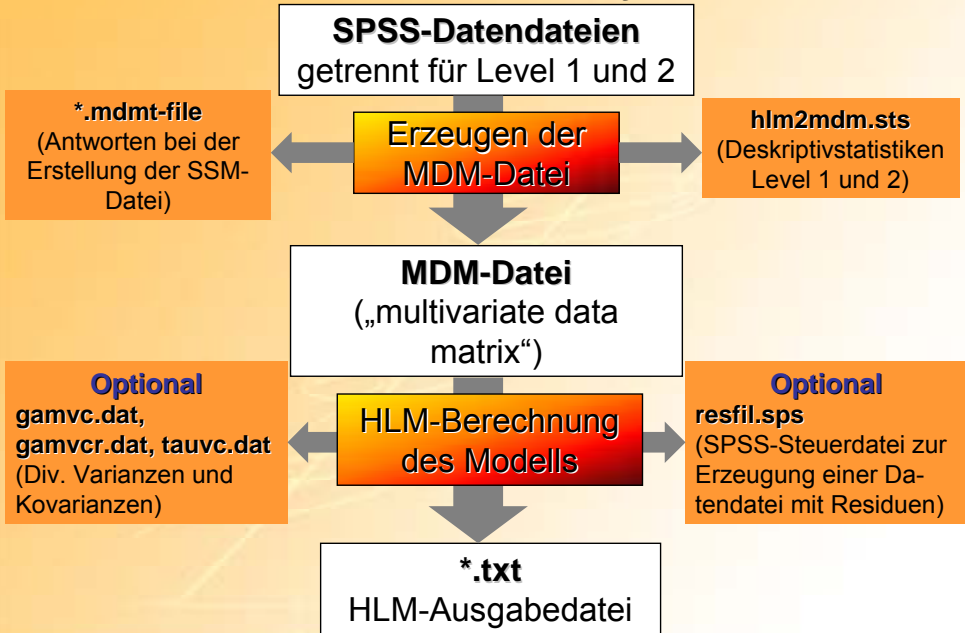 SPSS-Datendateien
getrennt für Level 1 und 2
*.mdmt-file
(Antworten bei der
Erstellung der SSM-
Datei)
Erzeugen der
MDM-Datei
hlm2mdm.sts
(Deskriptivstatistiken
Level 1 und 2)
MDM-Datei
(„multivariate data
matrix“)
Optional
gamvc.dat,
gamvcr.dat, tauvc.dat
(Div. Varianzen und
Kovarianzen)
HLM-Berechnung
des Modells
Optional
resfil.sps
(SPSS-Steuerdatei zur
Erzeugung einer Da-
tendatei mit Residuen)
*.txt
HLM-Ausgabedatei